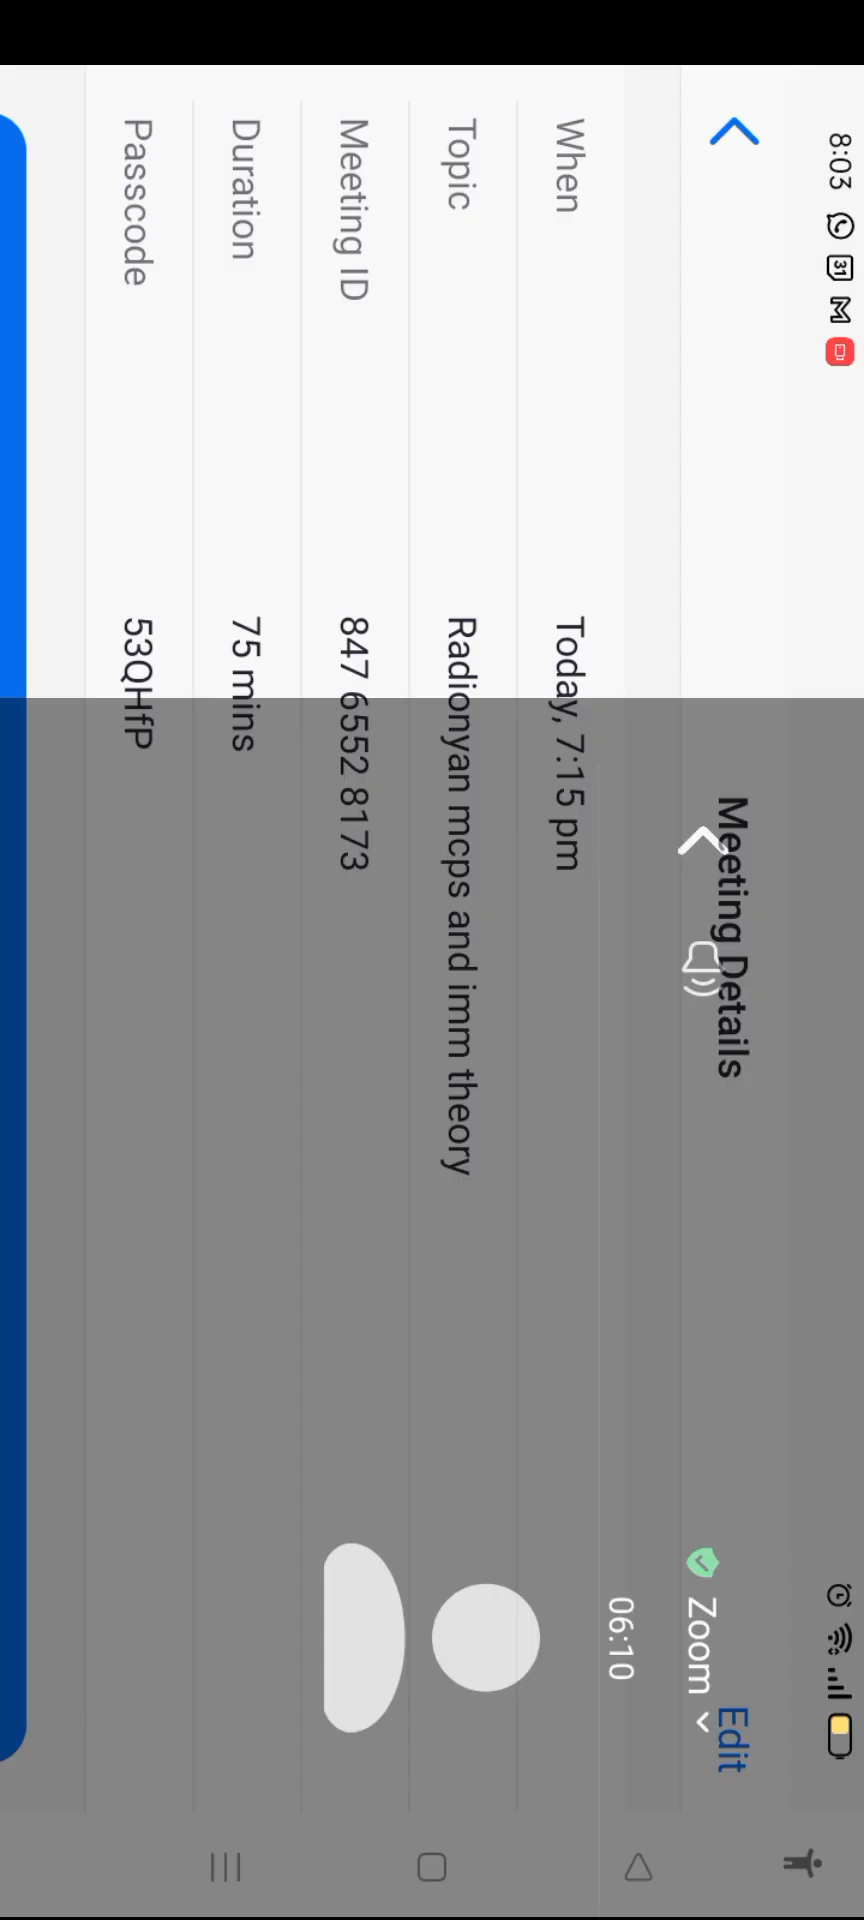 8:03
31
Meeting Details
Edit
Zoom
06:10
When Today, 7:15 pm
Topic Radionyan mcps and imm theory
Meeting ID 847 6552 8173
Duration 75 mins
Passcode 53QHfP